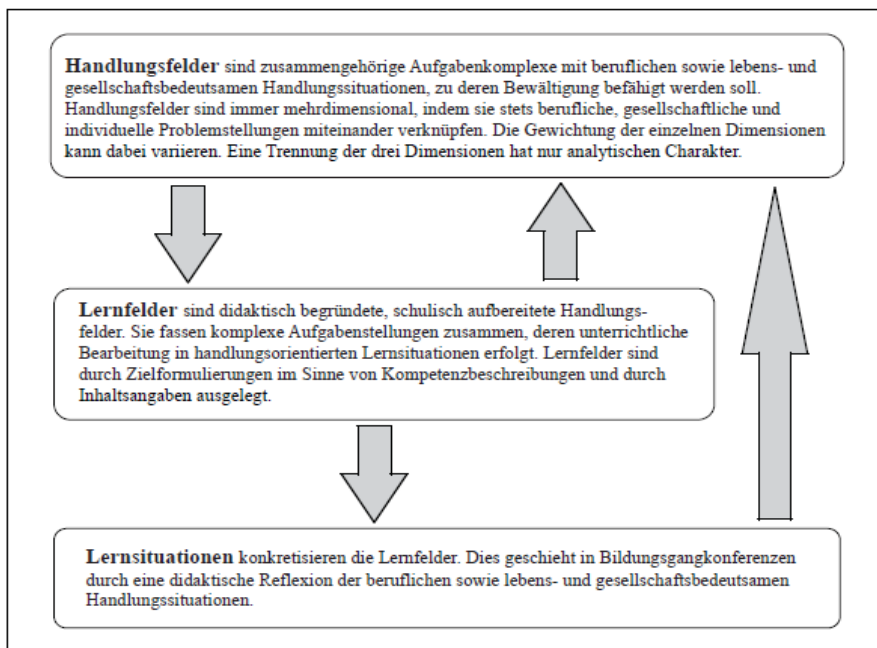 Handlungsfelder sind zusammengehörige Aufgabenkomplexe mit beruflichen sowie lebens- und
gesellschaftsbedeutsamen Handlungssituationen, zu deren Bewältigung befähigt werden soll.
Handlungsfelder sind immer mehrdimensional, indem sie stets berufliche, gesellschaftliche und
individuelle Problemstellungen miteinander verknüpfen. Die Gewichtung der einzelnen Dimensionen
kann dabei variieren. Eine Trennung der drei Dimensionen hat nur analytischen Charakter.
Lernfelder sind didaktisch begründete, schulisch aufbereitete Handlungs-
felder. Sie fassen komplexe Aufgabenstellungen zusammen, deren unterrichtliche
Bearbeitung in handlungsorientierten Lernsituationen erfolgt. Lernfelder sind
durch Zielformulierungen im Sinne von Kompetenzbeschreibungen und durch
Inhaltsangaben ausgelegt.
Lernsituationen konkretisieren die Lernfelder. Dies geschieht in Bildungsgangkonferenzen
durch eine didaktische Reflexion der beruflichen sowie lebens- und gesellschaftsbedeutsamen
Handlungssituationen.